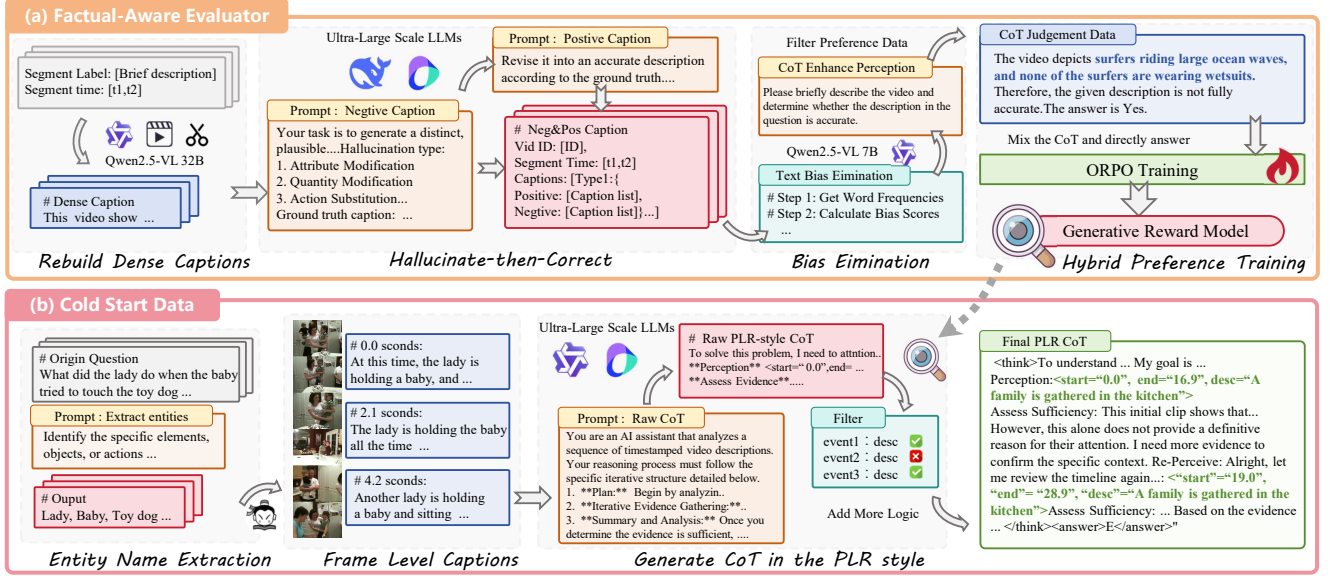 (a) Factual-Aware Evaluator
Segment Label: [Brief description]
Segment time: [t1,t2]
Qwen2.5-VL 32B
# Dense Caption
This video show ...
Rebuild Dense Captions
Ultra-Large Scale LLMs
Prompt : Postive Caption
Revise it into an accurate description
according to the ground truth....
Prompt : Negtive Caption
Your task is to generate a distinct,
plausible....Hallucination type:
1. Attribute Modification
2. Quantity Modification
3. Action Substitution...
Ground truth caption: ...
# Neg&Pos Caption
Vid ID: [ID],
Segment Time: [t1,t2]
Captions: [Type1:{
Positive: [Caption list],
Negtive: [Caption list]}...]
Hallucinate-then-Correct
Filter Preference Data
CoT Enhance Perception
Please briefly describe the video and
determine whether the description in the
question is accurate.
Qwen2.5-VL 7B
Text Bias Eimination
# Step 1: Get Word Frequencies
# Step 2: Calculate Bias Scores
...
Bias Eimination
CoT Judgement Data
The video depicts surfers riding large ocean waves,
and none of the surfers are wearing wetsuits.
Therefore, the given description is not fully
accurate.The answer is Yes.
Mix the CoT and directly answer
ORPO Training
Generative Reward Model
Hybrid Preference Training
(b) Cold Start Data
# Origin Question
What did the lady do when the baby
tried to touch the toy dog ...
Prompt : Extract entities
Identify the specific elements,
objects, or actions ...
# Ouput
Lady, Baby, Toy dog ...
Entity Name Extraction
# 0.0 sconds:
At this time, the lady is
holding a baby, and ...
# 2.1 sconds:
The lady is holding the baby
all the time ...
# 4.2 sconds:
Another lady is holding
a baby and sitting ...
Frame Level Captions
Ultra-Large Scale LLMs
# Raw PLR-style CoT
To solve this problem, I need to attntion..
**Perception** <start=“ 0.0”,end= ...
**Assess Evidence**.....
Prompt : Raw CoT
You are an AI assistant that analyzes a
sequence of timestamped video descriptions.
Your reasoning process must follow the
specific iterative structure detailed below.
1. **Plan:** Begin by analyzin..
2. **Iterative Evidence Gathering:**..
3. **Summary and Analysis:** Once you
determine the evidence is sufficient, ....
Filter
event1：desc
event2：desc
event3：desc
Add More Logic
Generate CoT in the PLR style
Final PLR CoT
<think>To understand ... My goal is ...
Perception:<start=“0.0”, end=“16.9”, desc=“A
family is gathered in the kitchen”>
Assess Sufficiency: This initial clip shows that...
However, this alone does not provide a definitive
reason for their attention. I need more evidence to
confirm the specific context. Re-Perceive: Alright, let
me review the timeline again...: <“start”=“19.0”,
“end”= “28.9”, “desc”=“A family is gathered in the
kitchen”>Assess Sufficiency: ... Based on the evidence
... </think><answer>E</answer>"